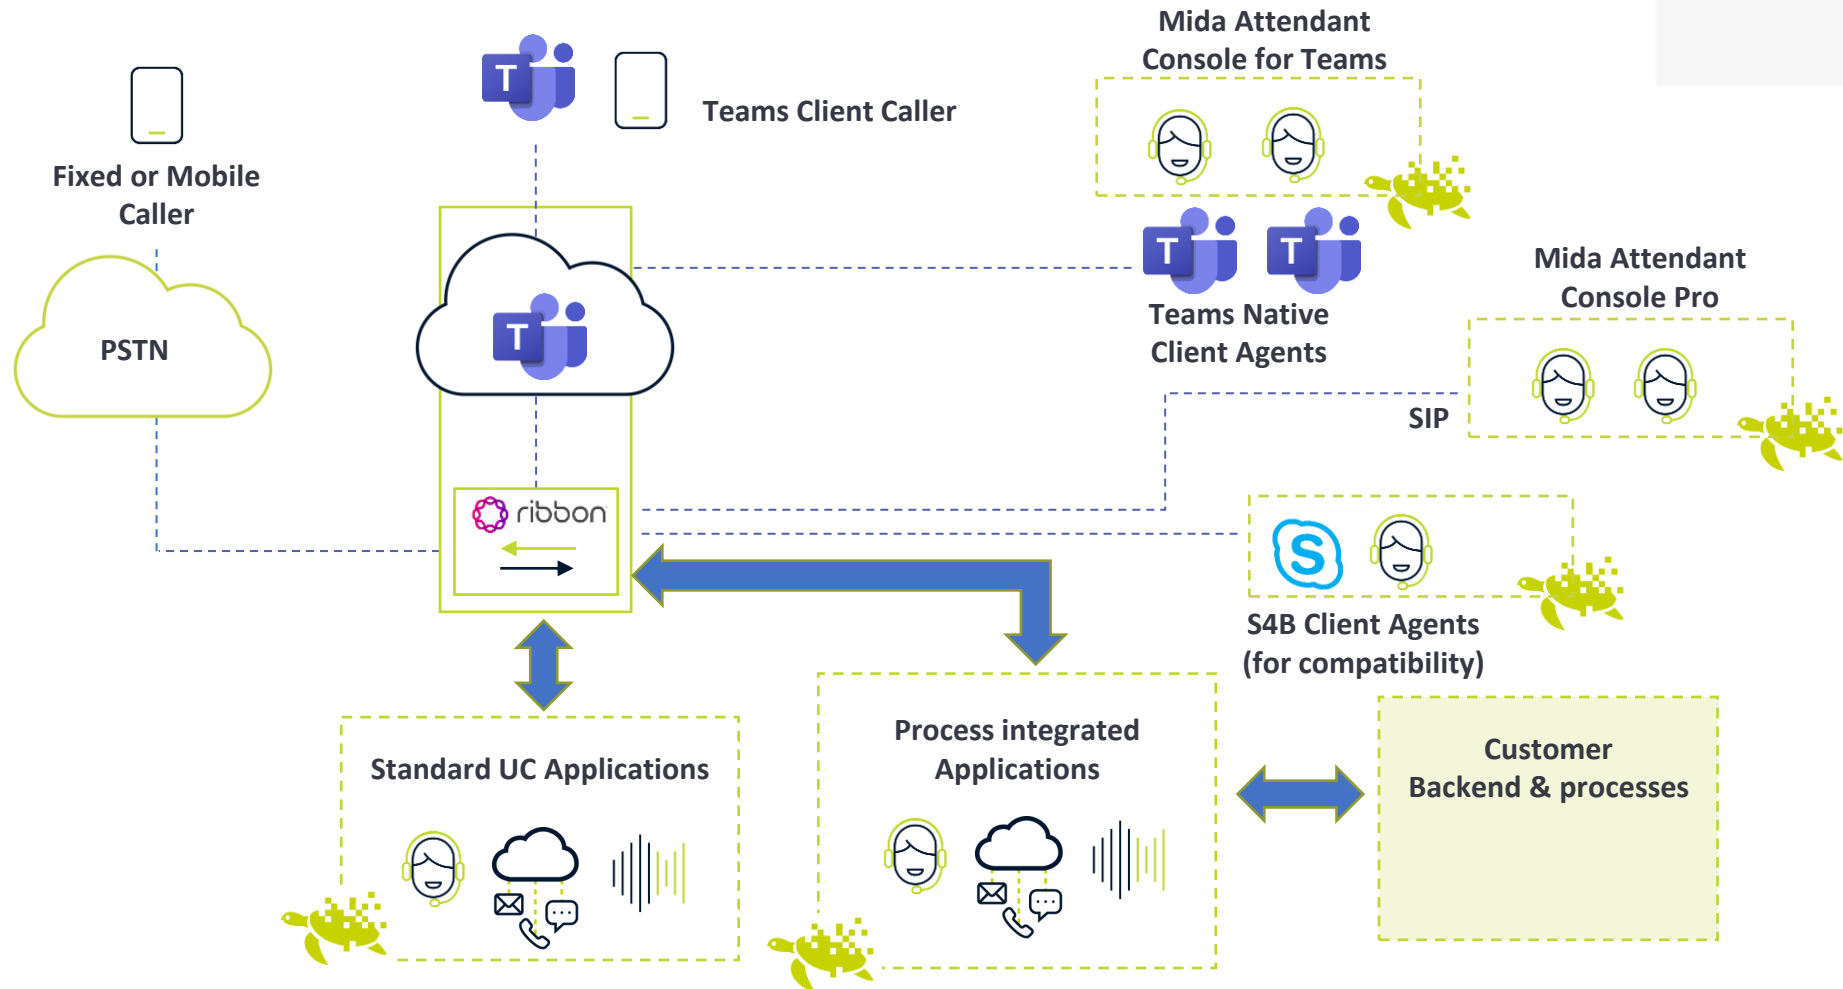 Mida Attendant
Console for Teams
T
Teams Client Caller
Fixed or Mobile
Caller
T
T
Mida Attendant
Console Pro
T
Teams Native
Client Agents
PSTN
SIP
ribbon
S
S4B Client Agents
(for compatibility)
Process integrated
Applications
Standard UC Applications
Customer
Backend & processes